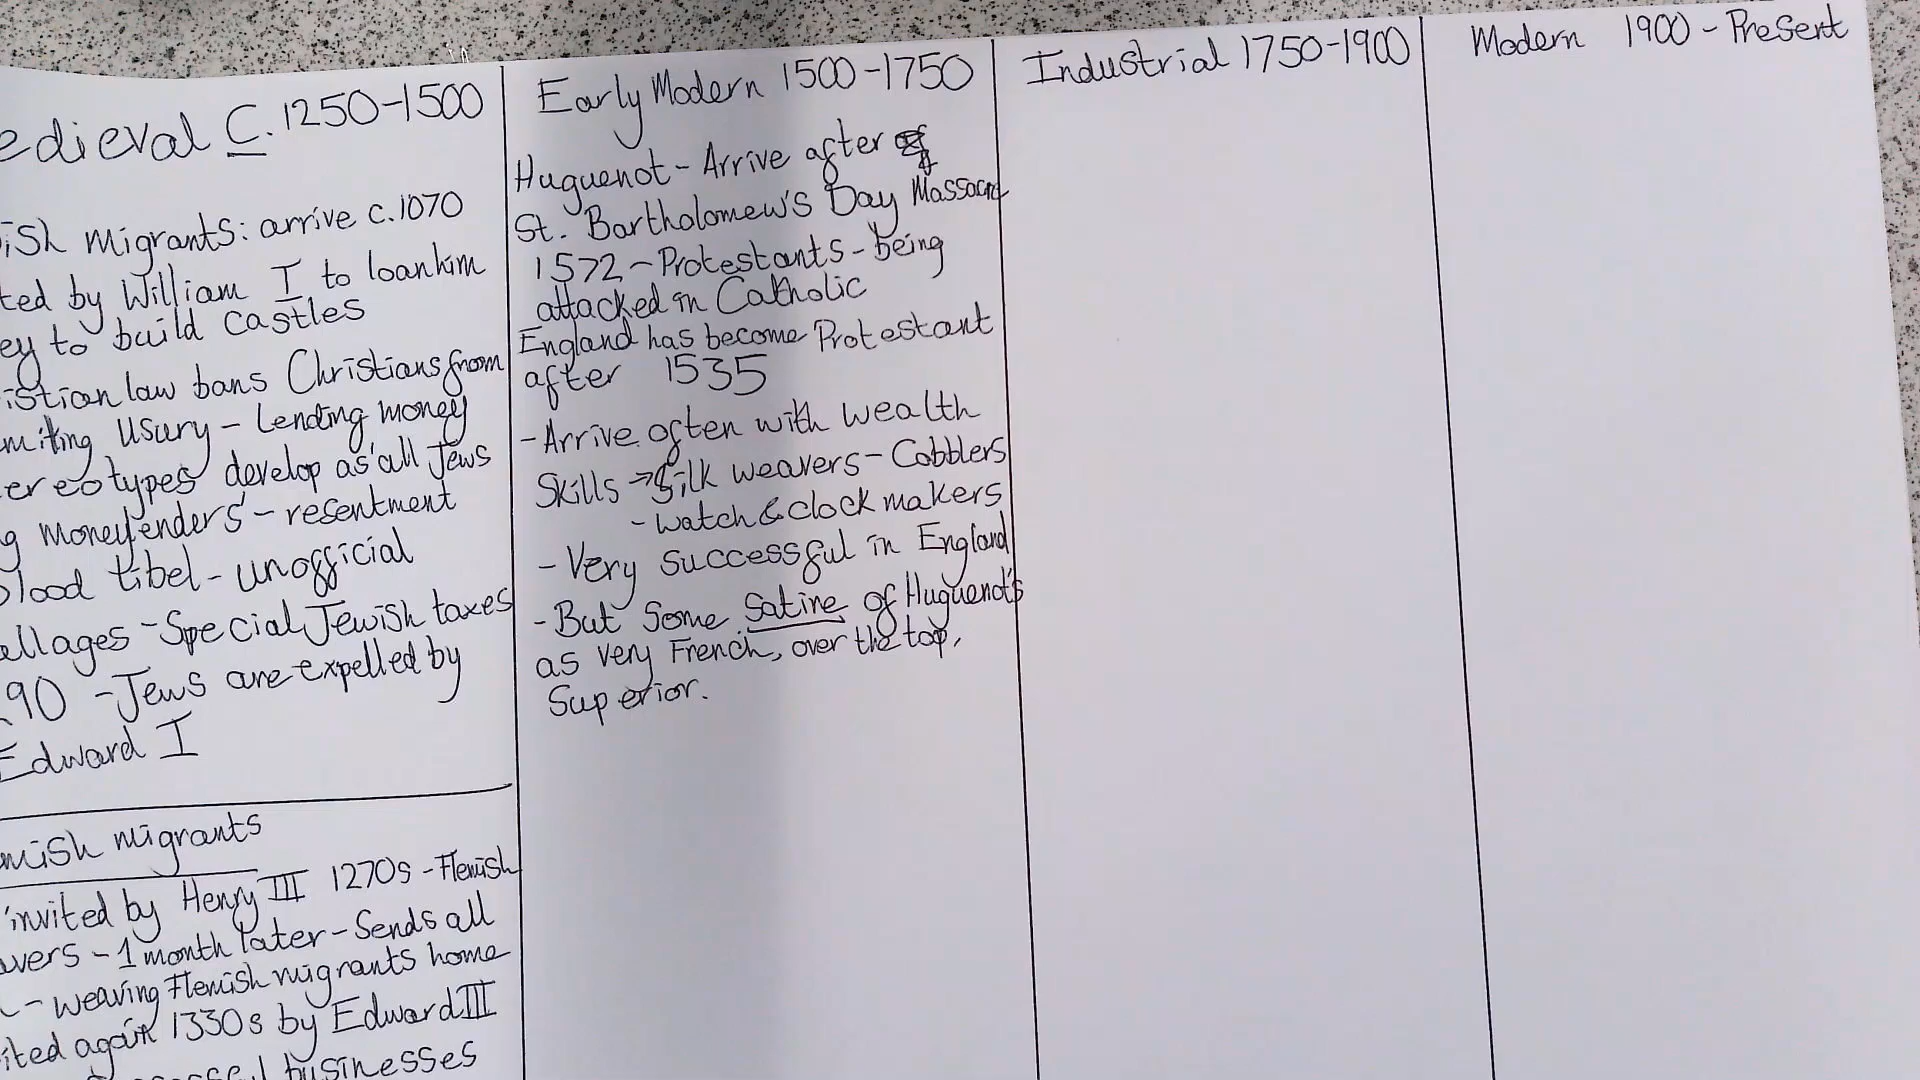 edieval C. 1250-1500
ish migrants: arrive c.1070
ted by William I to loan him
ey to build castles
istian law bans Christians from
mitting Usury - Lending money
ereotypes develop as 'all Jews
g moneylenders' - resentment
lood libel - unofficial
allages - Special Jewish taxes
90 - Jews are expelled by
Edward I
mish migrants
invited by Henry III 1270s - Flemish
avers - 1 month later - Sends all
- weaving Flemish migrants home
ited again 1330s by Edward III
businesses
Early Modern 1500-1750
Huguenot - Arrive after
St. Bartholomew's Day Massacre
1572 - Protestants - being
attacked in Catholic
England has become Protestant
after 1535
- Arrive often with wealth
Skills → Silk weavers - Cobblers
- Watch & clock makers
- Very Successful in England
- But Some Satire of Huguenot's
as very French, over the top,
Superior.
Industrial 1750-1900
Modern 1900 - Present